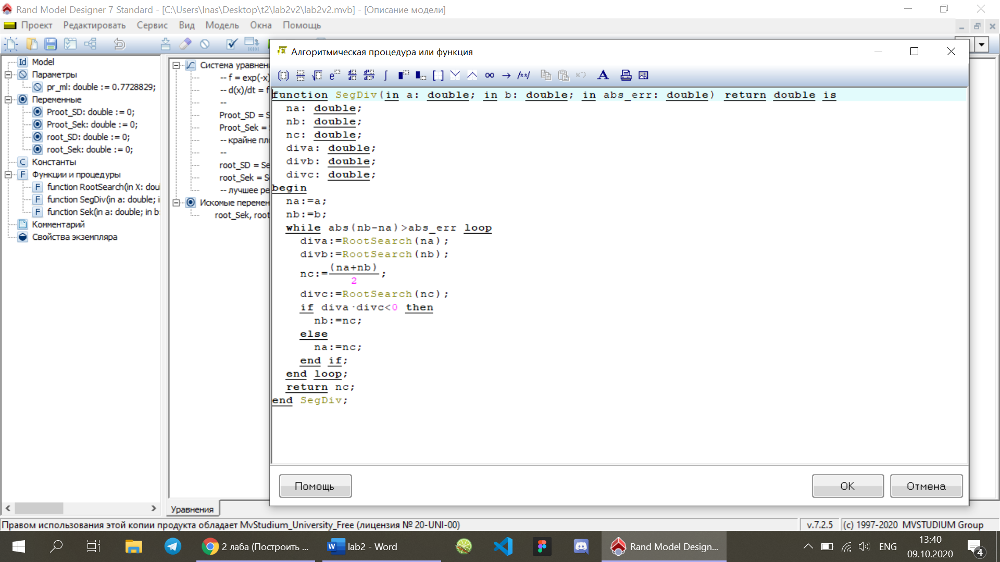 Rand Model Designer 7 Standard - [C:\Users\Inas\Desktop\t2\lab2v2\lab2v2.mvb] - [Описание модели]
Проект Редактировать Сервис Вид Модель Окна Помощь
Id Model
Параметры
pr_ml: double := 0.7728829;
Переменные
Proot_SD: double := 0;
Proot_Sek: double := 0;
root_SD: double := 0;
root_Sek: double := 0;
C Константы
F Функции и процедуры
F function RootSearch(in X: dou
F function SegDiv(in a: double; i
F function Sek(in a: double; in b:
Комментарий
Свойства экземпляра
Система уравнени
-- f = exp(-x)
-- d(x)/dt = f
--
Proot_SD = S
Proot_Sek =
-- крайне пло
--
root_SD = Se
root_Sek = S
-- лучшее ре
Искомые перемен
root_Sek, root
Уравнения
Алгоритмическая процедура или функция
function SegDiv(in a: double; in b: double; in abs_err: double) return double is
na: double;
nb: double;
nc: double;
diva: double;
divb: double;
divc: double;
begin
na:=a;
nb:=b;
while abs(nb-na)>abs_err loop
diva:=RootSearch(na);
divb:=RootSearch(nb);
nc:=(na+nb)/2;
divc:=RootSearch(nc);
if diva·divc<0 then
nb:=nc;
else
na:=nc;
end if;
end loop;
return nc;
end SegDiv;
Помощь OK Отмена
Правом использования этой копии продукта обладает MvStudium_University_Free (лицензия № 20-UNI-00) v.7.2.5 (c) 1997-2020 MVSTUDIUM Group
2 лаба (Построить ... lab2 - Word Rand Model Design... ENG 13:40
09.10.2020 4